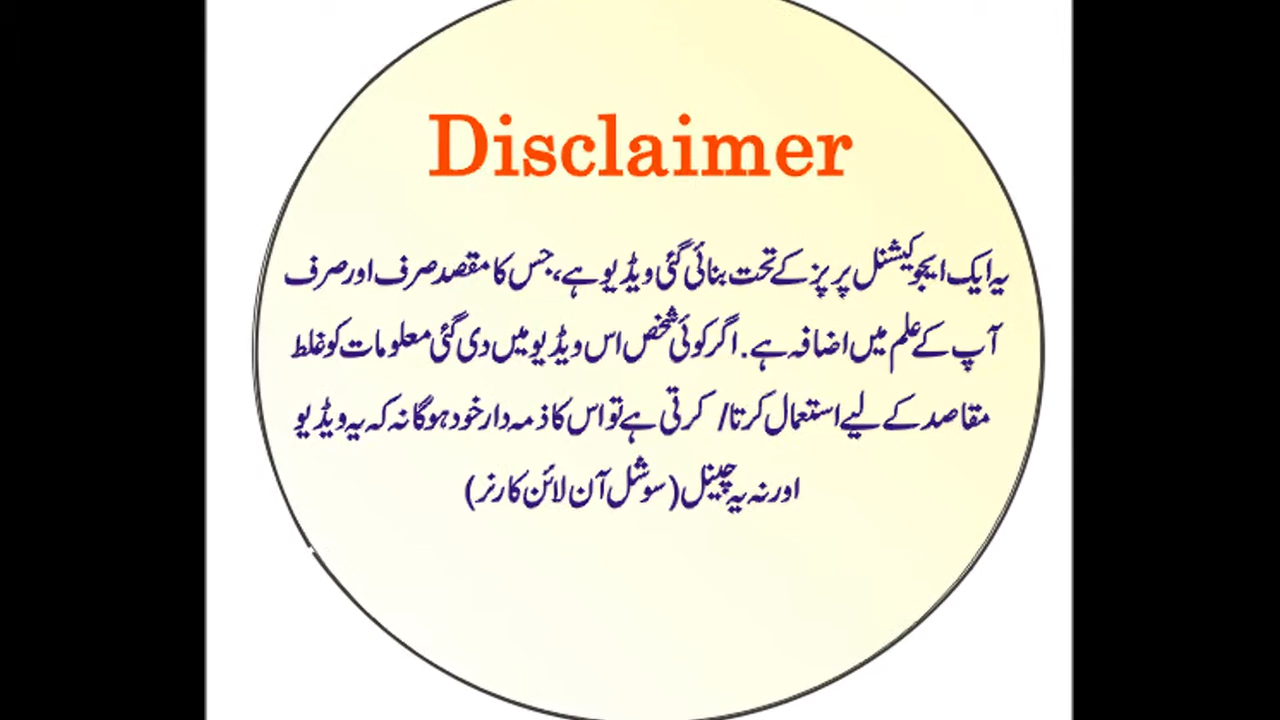 Disclaimer
یہ ایک ایجوکیشنل پرپز کے تحت بنائی گئی ویڈیو ہے، جس کا مقصد صرف اور صرف
آپ کے علم میں اضافہ ہے. اگر کوئی شخص اس ویڈیو میں دی گئی معلومات کو غلط
مقاصد کے لیے استعمال کرتا/ کرتی ہے تو اس کا ذمہ دار خود ہوگا نہ کہ یہ ویڈیو
اور نہ یہ چینل (سوشل آن لائن کارنر)